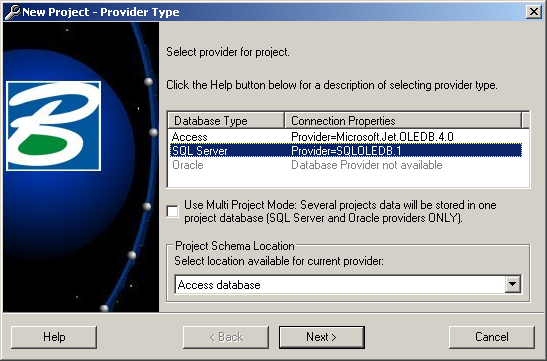 New Project - Provider Type
Select provider for project.
Click the Help button below for a description of selecting provider type.
Database Type Connection Properties
Access Provider=Microsoft.Jet.OLEDB.4.0
SQL Server Provider=SQLOLEDB.1
Oracle Database Provider not available
Use Multi Project Mode: Several projects data will be stored in one
project database (SQL Server and Oracle providers ONLY).
Project Schema Location
Select location available for current provider:
Access database
Help < Back Next > Cancel